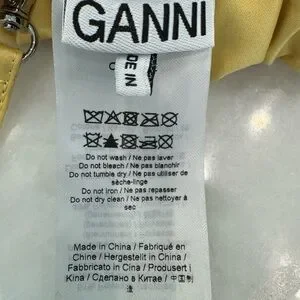 GANNI
DE IN
Do not wash / Ne pas laver
Do not bleach / Ne pas blanchir
Do not tumble dry / Ne pas utiliser de
sèche-linge
Do not iron / Ne pas repasser
Do not dry clean / Ne pas nettoyer à
sec
Made in China / Fabriqué en
Chine / Hergestellt in China /
Fabbricato in Cina / Produsert i
Kina / Сделано в Китае / 中国制
造